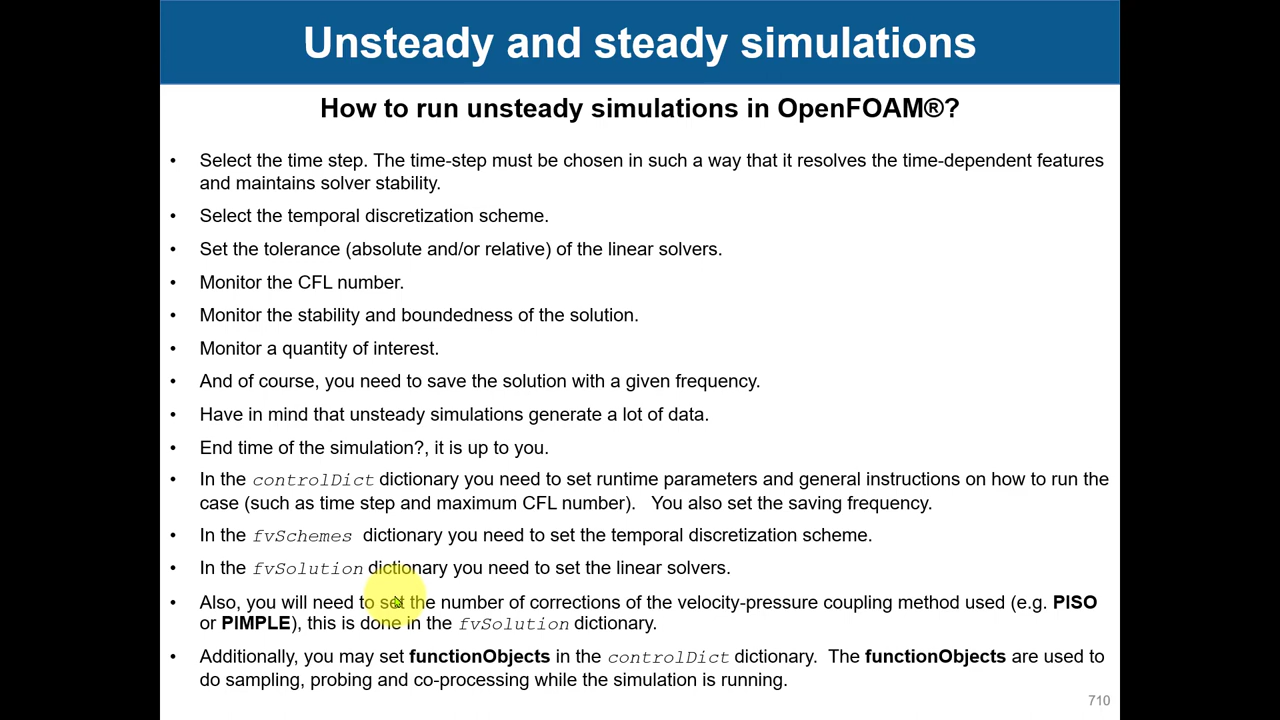 Unsteady and steady simulations
How to run unsteady simulations in OpenFOAM®?
• Select the time step. The time-step must be chosen in such a way that it resolves the time-dependent features
and maintains solver stability.
• Select the temporal discretization scheme.
• Set the tolerance (absolute and/or relative) of the linear solvers.
• Monitor the CFL number.
• Monitor the stability and boundedness of the solution.
• Monitor a quantity of interest.
• And of course, you need to save the solution with a given frequency.
• Have in mind that unsteady simulations generate a lot of data.
• End time of the simulation?, it is up to you.
• In the controlDict dictionary you need to set runtime parameters and general instructions on how to run the
case (such as time step and maximum CFL number). You also set the saving frequency.
• In the fvSchemes dictionary you need to set the temporal discretization scheme.
• In the fvSolution dictionary you need to set the linear solvers.
• Also, you will need to set the number of corrections of the velocity-pressure coupling method used (e.g. PISO
or PIMPLE), this is done in the fvSolution dictionary.
• Additionally, you may set functionObjects in the controlDict dictionary. The functionObjects are used to
do sampling, probing and co-processing while the simulation is running.
710